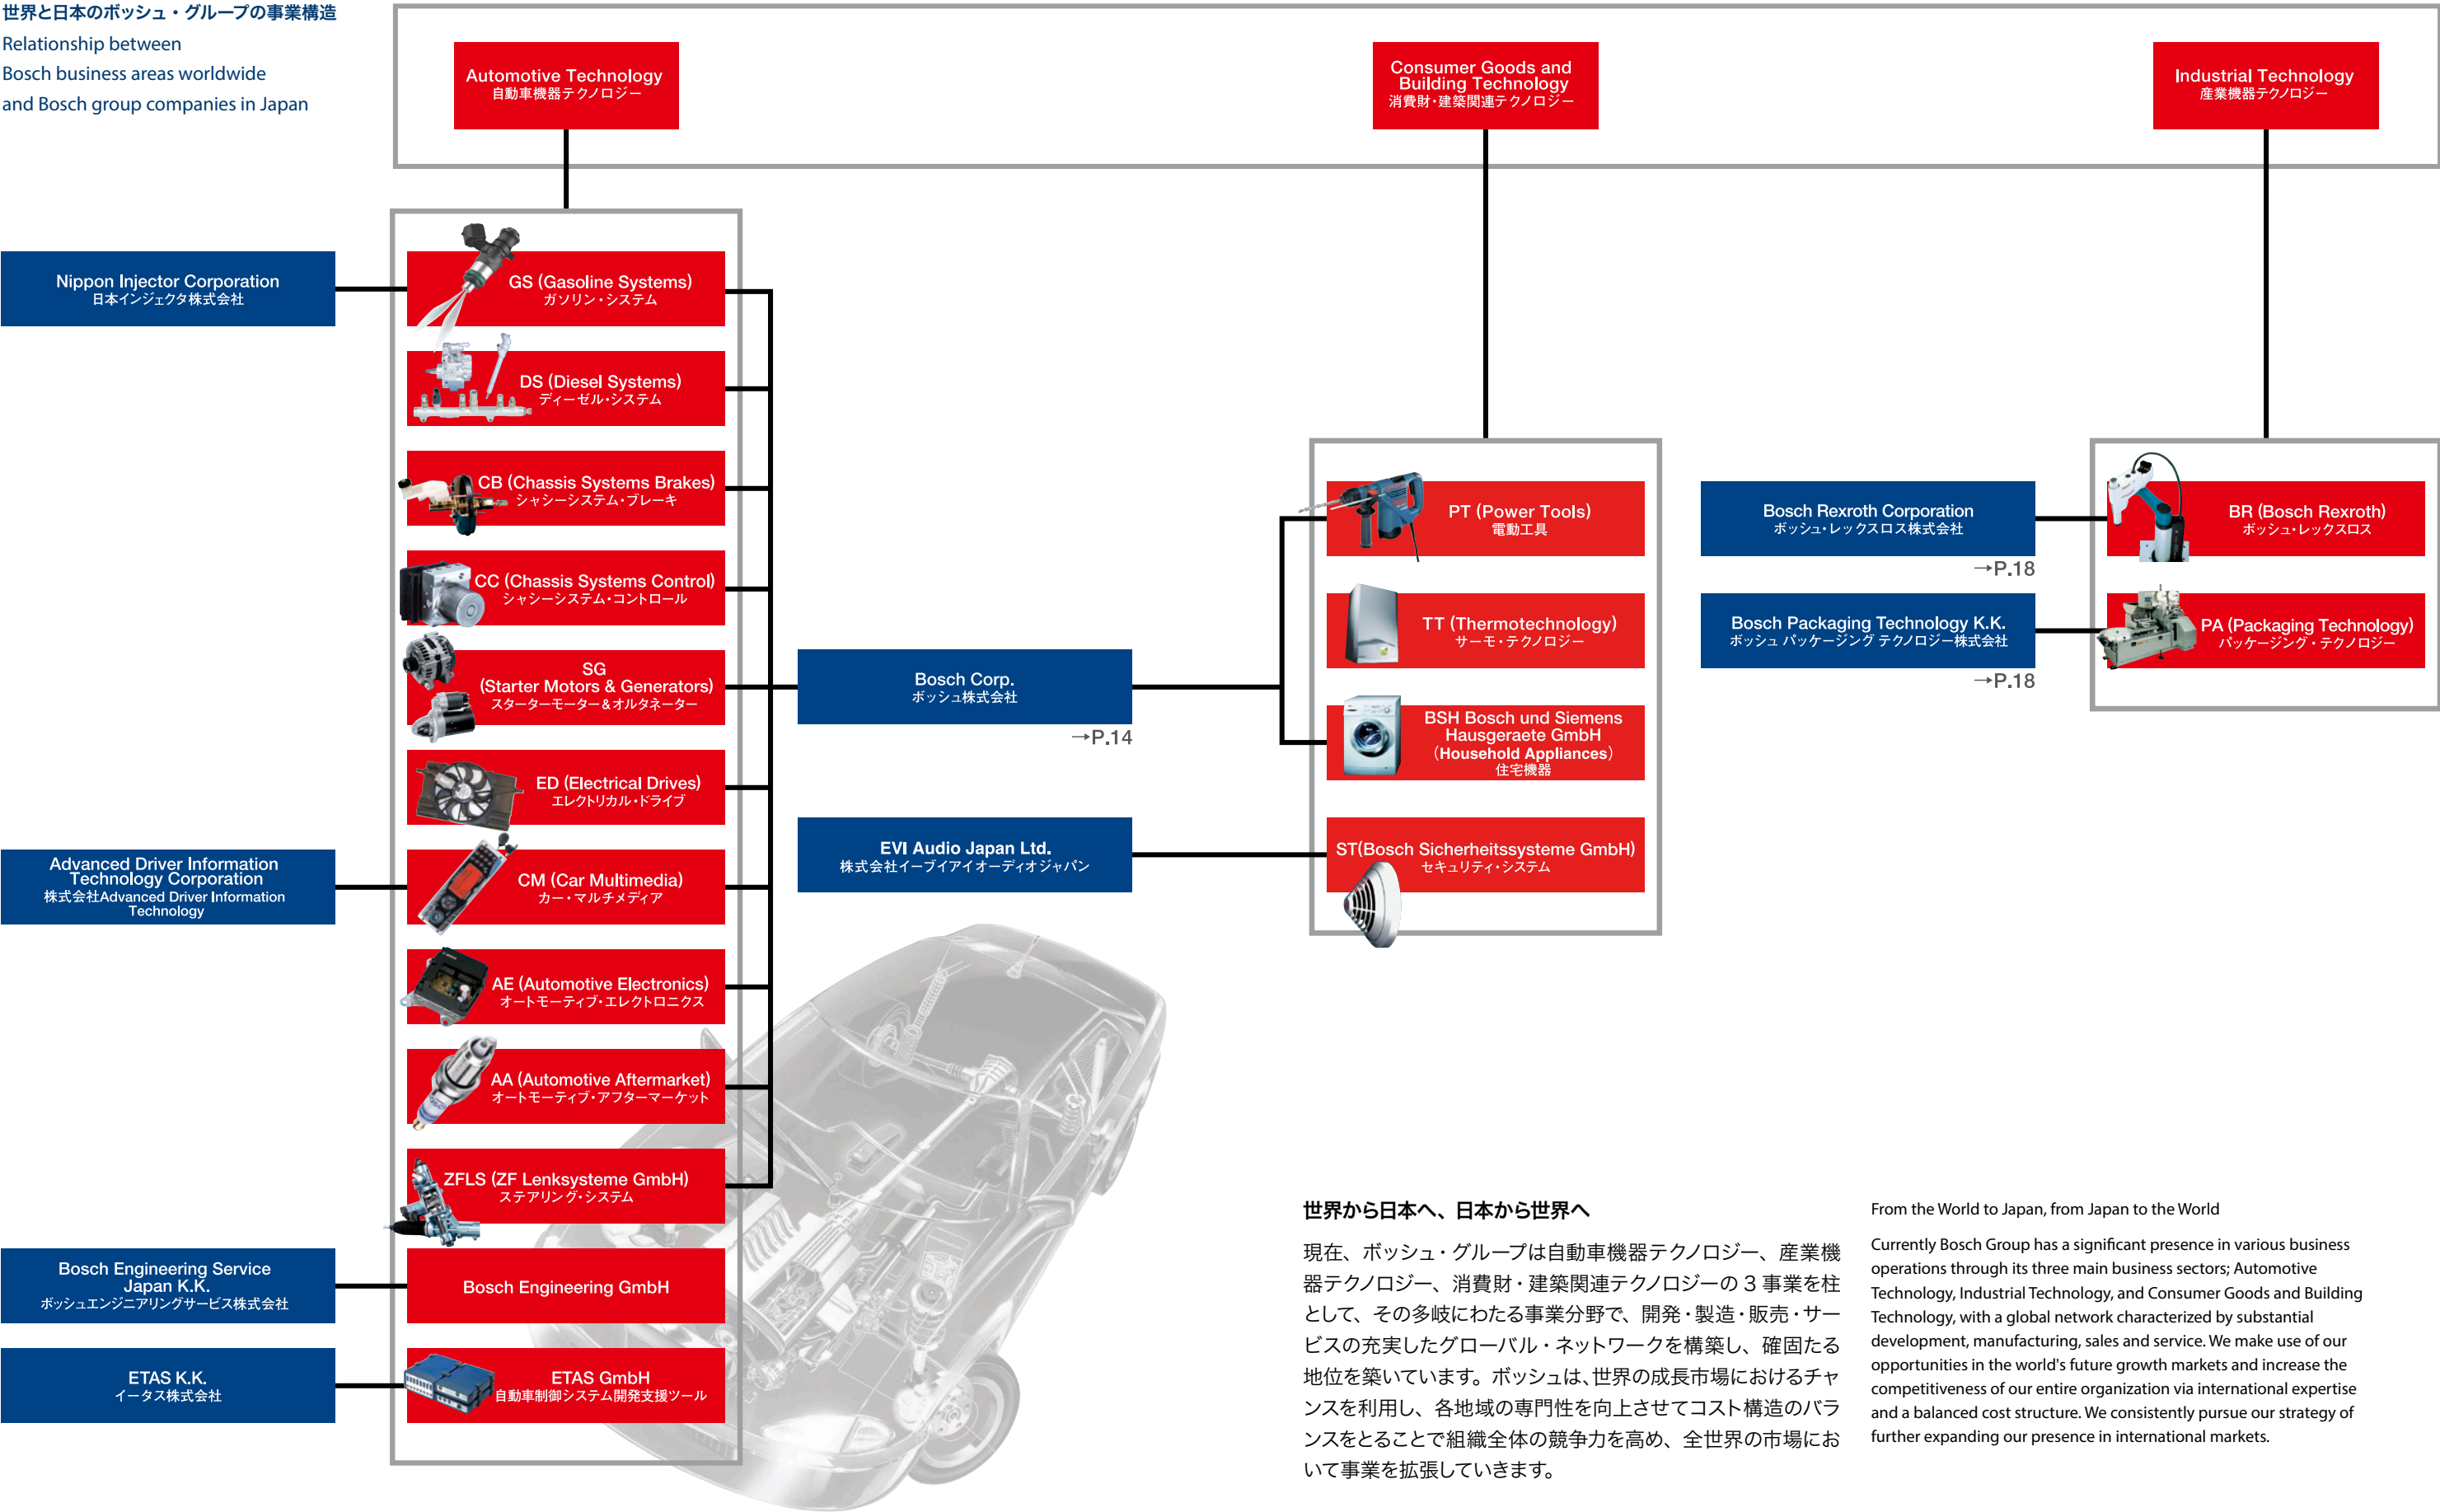 世界と日本のボッシュ・グループの事業構造
Relationship between
Bosch business areas worldwide
and Bosch group companies in Japan
Automotive Technology
自動車機器テクノロジー
Consumer Goods and
Building Technology
消費財・建築関連テクノロジー
Industrial Technology
産業機器テクノロジー
Nippon Injector Corporation
日本インジェクタ株式会社
GS (Gasoline Systems)
ガソリン・システム
DS (Diesel Systems)
ディーゼル・システム
CB (Chassis Systems Brakes)
シャシーシステム・ブレーキ
CC (Chassis Systems Control)
シャシーシステム・コントロール
SG
(Starter Motors & Generators)
スターターモーター&オルタネーター
ED (Electrical Drives)
エレクトリカル・ドライブ
Advanced Driver Information
Technology Corporation
株式会社Advanced Driver Information
Technology
CM (Car Multimedia)
カー・マルチメディア
AE (Automotive Electronics)
オートモーティブ・エレクトロニクス
AA (Automotive Aftermarket)
オートモーティブ・アフターマーケット
ZFLS (ZF Lenksysteme GmbH)
ステアリング・システム
Bosch Engineering Service
Japan K.K.
ボッシュエンジニアリングサービス株式会社
Bosch Engineering GmbH
ETAS K.K.
イータス株式会社
ETAS GmbH
自動車制御システム開発支援ツール
Bosch Corp.
ボッシュ株式会社
→P.14
EVI Audio Japan Ltd.
株式会社イーブイアイオーディオジャパン
PT (Power Tools)
電動工具
TT (Thermotechnology)
サーモ・テクノロジー
BSH Bosch und Siemens
Hausgeraete GmbH
(Household Appliances)
住宅機器
ST(Bosch Sicherheitssysteme GmbH)
セキュリティ・システム
Bosch Rexroth Corporation
ボッシュ・レックスロス株式会社
→P.18
BR (Bosch Rexroth)
ボッシュ・レックスロス
Bosch Packaging Technology K.K.
ボッシュ パッケージング テクノロジー株式会社
→P.18
PA (Packaging Technology)
パッケージング・テクノロジー
世界から日本へ、日本から世界へ
現在、ボッシュ・グループは自動車機器テクノロジー、産業機
器テクノロジー、消費財・建築関連テクノロジーの3事業を柱
として、その多岐にわたる事業分野で、開発・製造・販売・サー
ビスの充実したグローバル・ネットワークを構築し、確固たる
地位を築いています。ボッシュは、世界の成長市場におけるチャ
ンスを利用し、各地域の専門性を向上させてコスト構造のバラ
ンスをとることで組織全体の競争力を高め、全世界の市場にお
いて事業を拡張していきます。
From the World to Japan, from Japan to the World
Currently Bosch Group has a significant presence in various business
operations through its three main business sectors; Automotive
Technology, Industrial Technology, and Consumer Goods and Building
Technology, with a global network characterized by substantial
development, manufacturing, sales and service. We make use of our
opportunities in the world's future growth markets and increase the
competitiveness of our entire organization via international expertise
and a balanced cost structure. We consistently pursue our strategy of
further expanding our presence in international markets.